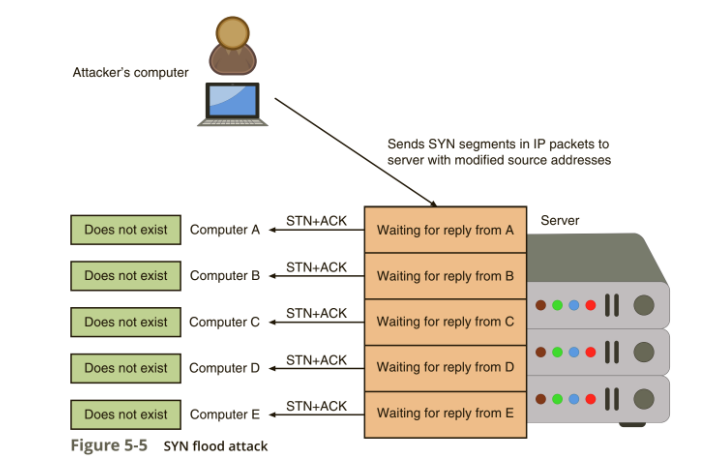 Attacker's computer
Sends SYN segments in IP packets to
server with modified source addresses
Server
Does not exist Computer A STN+ACK Waiting for reply from A
Does not exist Computer B STN+ACK Waiting for reply from B
Does not exist Computer C STN+ACK Waiting for reply from C
Does not exist Computer D STN+ACK Waiting for reply from D
Does not exist Computer E STN+ACK Waiting for reply from E
Figure 5-5 SYN flood attack